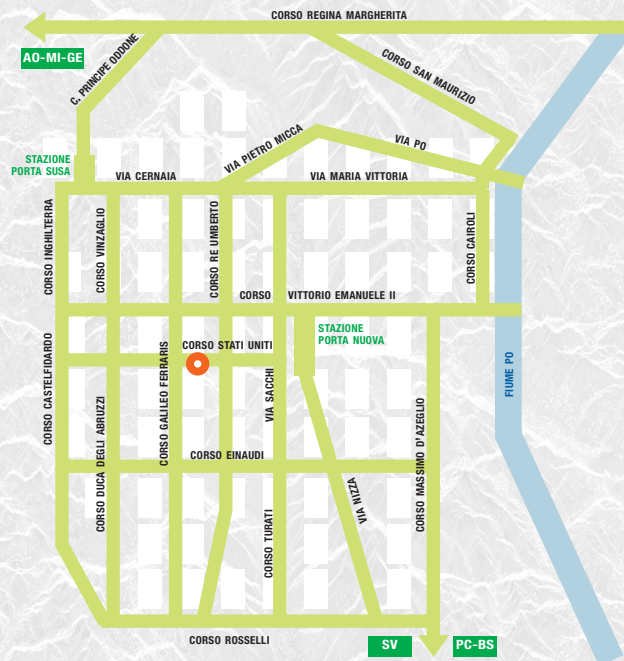 CORSO REGINA MARGHERITA
AO-MI-GE
C. PRINCIPE ODDONE
CORSO SAN MAURIZIO
VIA PIETRO MICCA
VIA PO
STAZIONE
PORTA SUSA
VIA CERNAIA
VIA MARIA VITTORIA
CORSO INGHILTERRA
CORSO VINZAGLIO
CORSO RE UMBERTO
CORSO CAIROLI
CORSO VITTORIO EMANUELE II
STAZIONE
PORTA NUOVA
CORSO STATI UNITI
CORSO CASTELFIDARDO
CORSO GALILEO FERRARIS
VIA SACCHI
FIUME PO
CORSO DUCA DEGLI ABRUZZI
CORSO MASSIMO D'AZEGLIO
CORSO EINAUDI
VIA NIZZA
CORSO TURATI
CORSO ROSSELLI
SV
PC-BS